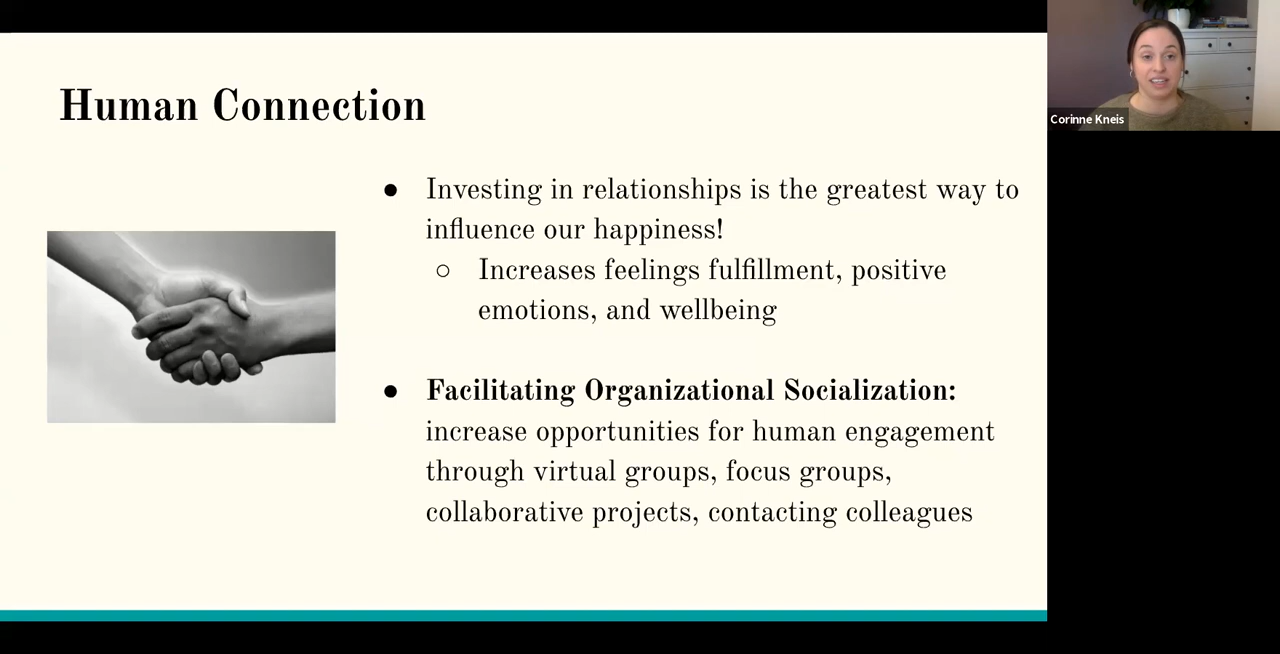 Human Connection
● Investing in relationships is the greatest way to
influence our happiness!
○ Increases feelings fulfillment, positive
emotions, and wellbeing
● Facilitating Organizational Socialization:
increase opportunities for human engagement
through virtual groups, focus groups,
collaborative projects, contacting colleagues
Corinne Kneis